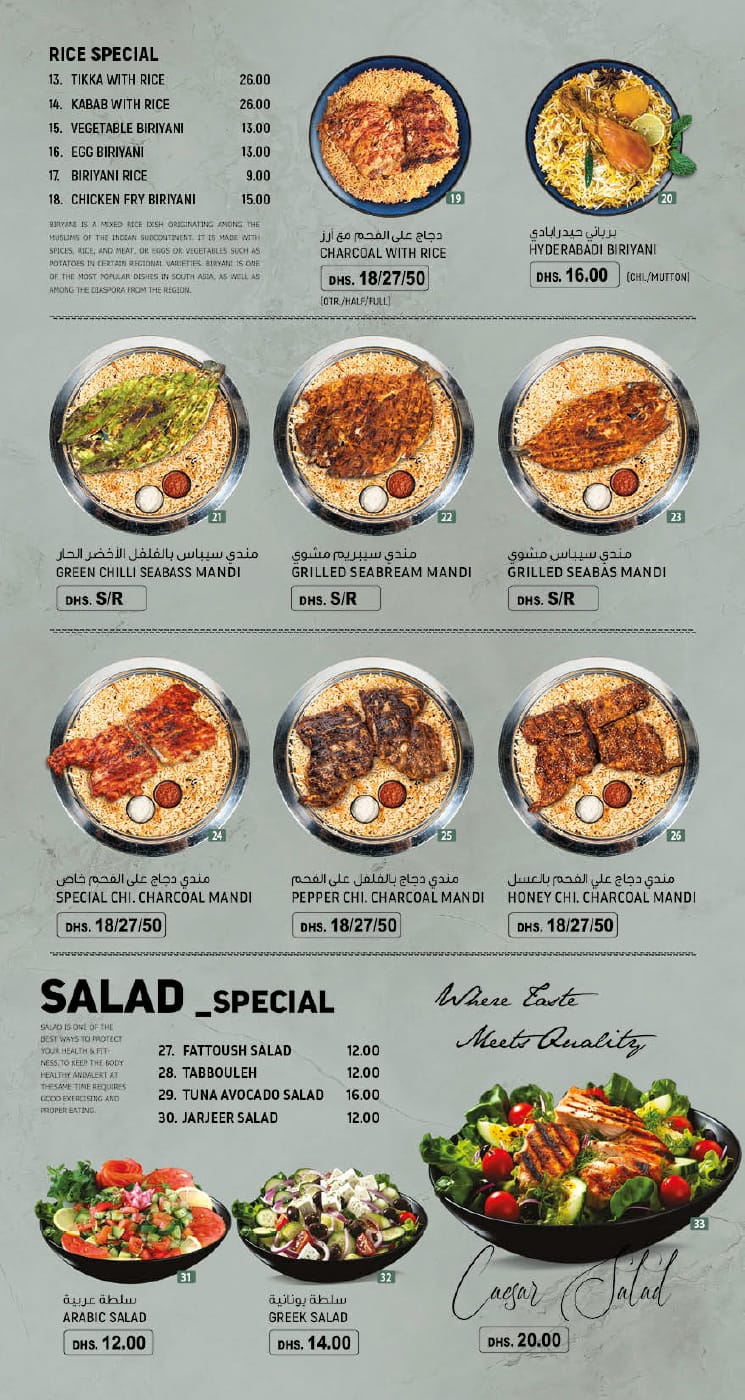 RICE SPECIAL
13. TIKKA WITH RICE 26.00
14. KABAB WITH RICE 26.00
15. VEGETABLE BIRIYANI 13.00
16. EGG BIRIYANI 13.00
17. BIRIYANI RICE 9.00
18. CHICKEN FRY BIRIYANI 15.00
BIRYANI IS A MIXED RICE DISH ORIGINATING AMONG THE
MUSLIMS OF THE INDIAN SUBCONTINENT. IT IS MADE WITH
SPICES, RICE, AND MEAT, OR EGGS OR VEGETABLES SUCH AS
POTATOES IN CERTAIN REGIONAL VARIETIES. BIRYANI IS ONE
OF THE MOST POPULAR DISHES IN SOUTH ASIA, AS WELL AS
AMONG THE DIASPORA FROM THE REGION.
19
دجاج على الفحم مع أرز
CHARCOAL WITH RICE
DHS. 18/27/50
(QTR./HALF/FULL)
20
برياني حيدرابادي
HYDERABADI BIRIYANI
DHS. 16.00 (CHI./MUTTON)
21
مندي سيباس بالفلفل الأخضر الحار
GREEN CHILLI SEABASS MANDI
DHS. S/R
22
مندي سيبريم مشوي
GRILLED SEABREAM MANDI
DHS. S/R
23
مندي سيباس مشوي
GRILLED SEABAS MANDI
DHS. S/R
24
مندي دجاج على الفحم خاص
SPECIAL CHI. CHARCOAL MANDI
DHS. 18/27/50
25
مندي دجاج بالفلفل على الفحم
PEPPER CHI. CHARCOAL MANDI
DHS. 18/27/50
26
مندي دجاج علي الفحم بالعسل
HONEY CHI. CHARCOAL MANDI
DHS. 18/27/50
SALAD _SPECIAL
SALAD IS ONE OF THE
BEST WAYS TO PROTECT
YOUR HEALTH & FIT-
NESS.TO KEEP THE BODY
HEALTHY ANDALERT AT
THESAME TIME REQUIRES
GOOD EXERCISING AND
PROPER EATING.
27. FATTOUSH SALAD 12.00
28. TABBOULEH 12.00
29. TUNA AVOCADO SALAD 16.00
30. JARJEER SALAD 12.00
Where Taste
Meets Quality
31
سلطة عربية
ARABIC SALAD
DHS. 12.00
32
سلطة يونانية
GREEK SALAD
DHS. 14.00
33
Caesar Salad
DHS. 20.00